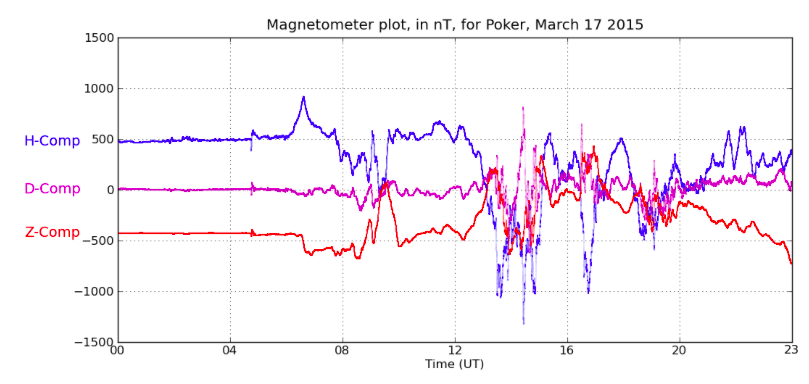 Magnetometer plot, in nT, for Poker, March 17 2015
1500
1000
H-Comp
500
D-Comp
0
Z-Comp
−500
−1000
−1500
00 04 08 12 16 20 23
Time (UT)